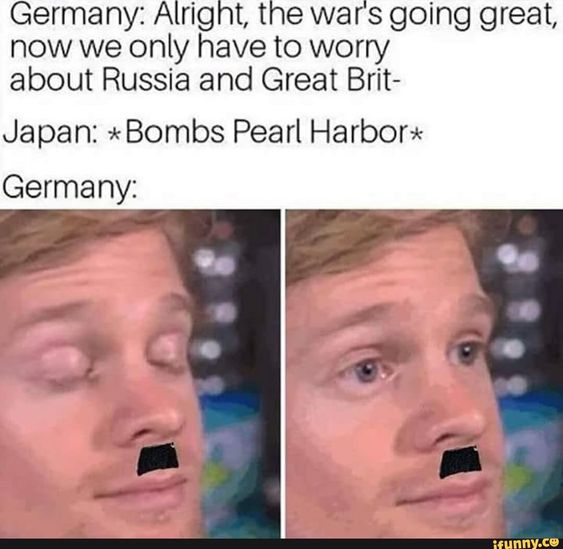 Germany: Alright, the war's going great,
now we only have to worry
about Russia and Great Brit-
Japan: *Bombs Pearl Harbor*
Germany:
ifunny.co